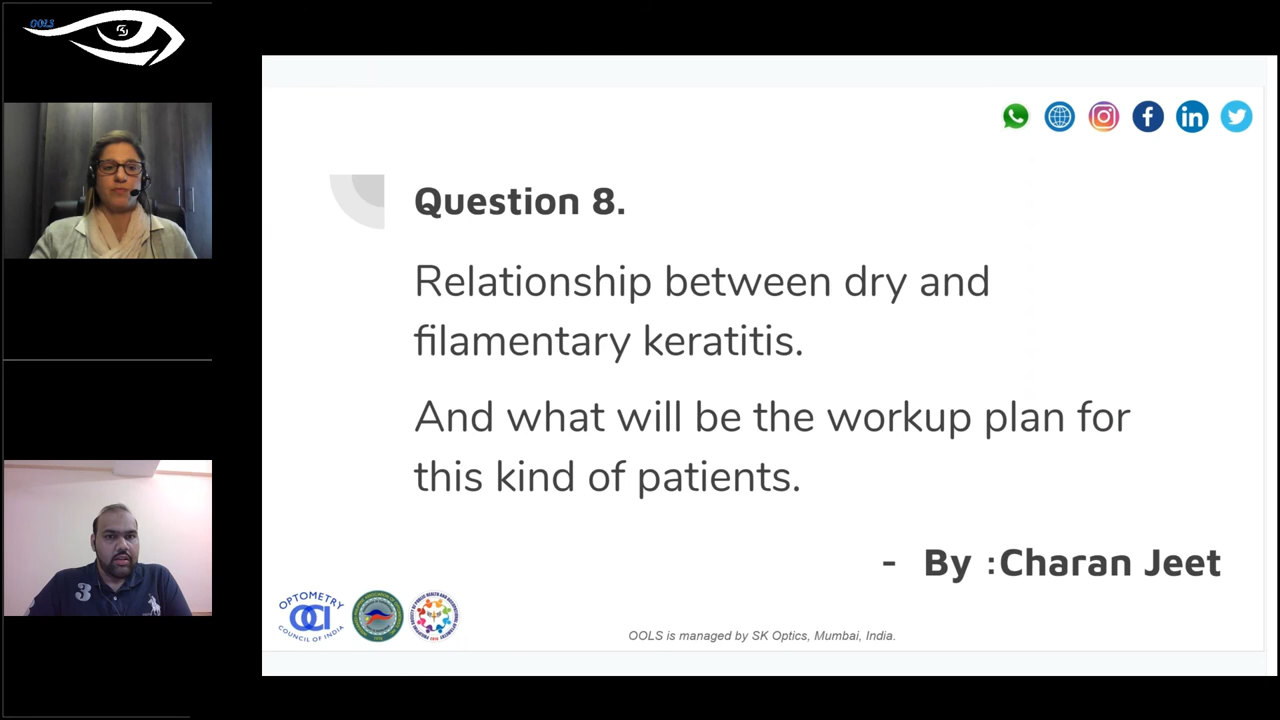 OOLS
Question 8.
Relationship between dry and
filamentary keratitis.
And what will be the workup plan for
this kind of patients.
- By :Charan Jeet
OPTOMETRY
OCI
COUNCIL OF INDIA
OOLS is managed by SK Optics, Mumbai, India.
3